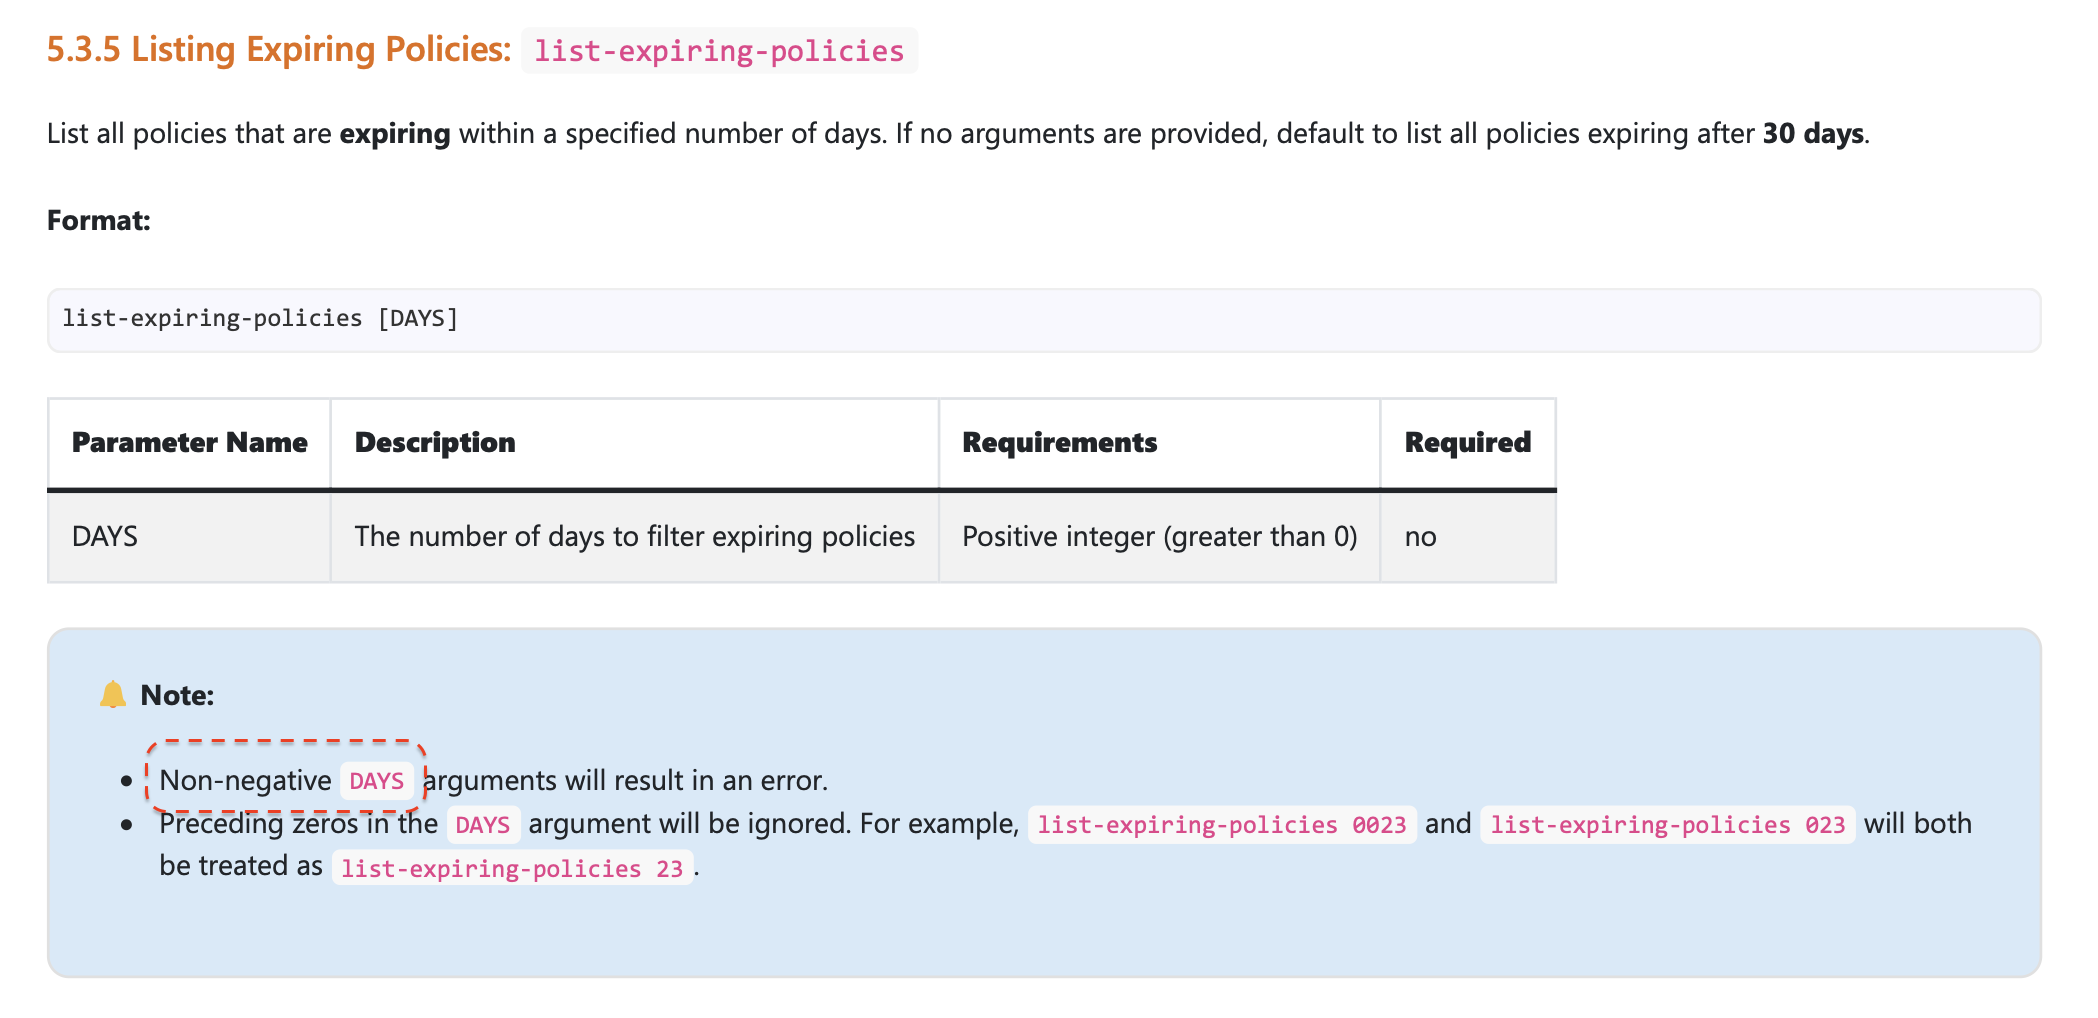 5.3.5 Listing Expiring Policies: list-expiring-policies
List all policies that are expiring within a specified number of days. If no arguments are provided, default to list all policies expiring after 30 days.
Format:
list-expiring-policies [DAYS]
Parameter Name Description Requirements Required
DAYS The number of days to filter expiring policies Positive integer (greater than 0) no
Note:
• Non-negative DAYS arguments will result in an error.
• Preceding zeros in the DAYS argument will be ignored. For example, list-expiring-policies 0023 and list-expiring-policies 023 will both
be treated as list-expiring-policies 23.